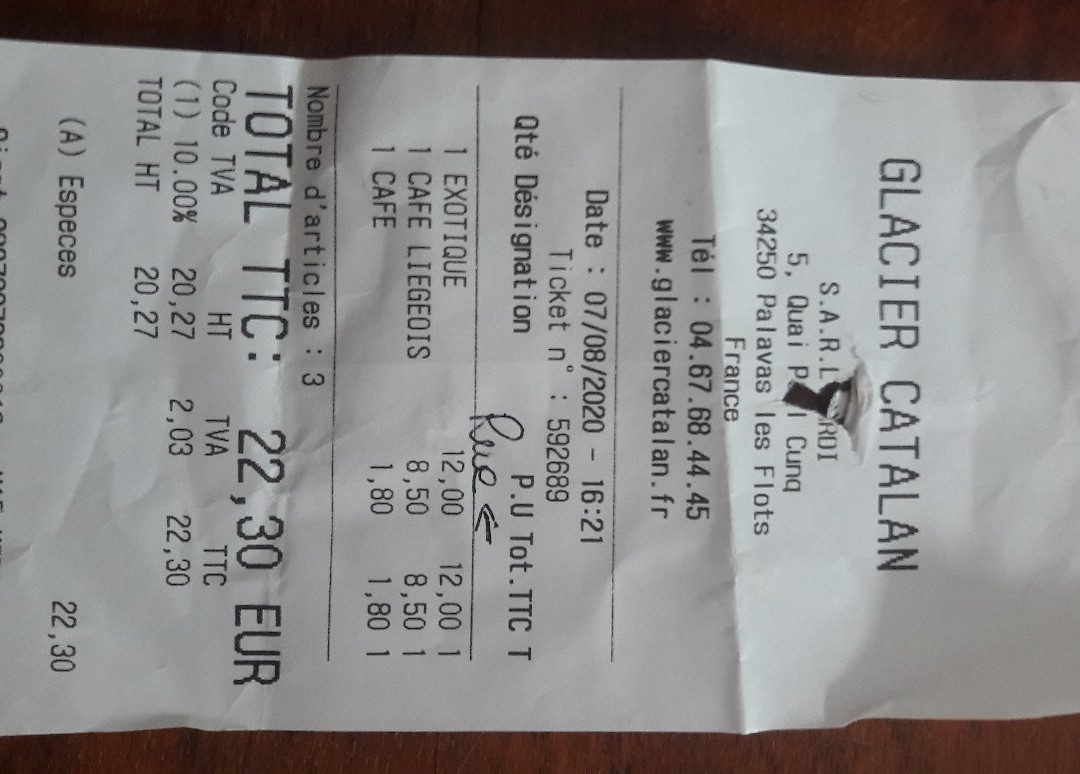 GLACIER CATALAN
S.A.R.L RDI
5, Quai P l Cunq
34250 Palavas les Flots
France
Tél : 04.67.68.44.45
www.glaciercatalan.fr
Date : 07/08/2020 - 16:21
Ticket n° : 592689
Qté Désignation P.U Tot.TTC T
1 EXOTIQUE 12,00 12,00 1
1 CAFE LIEGEOIS 8,50 8,50 1
1 CAFE 1,80 1,80 1
Nombre d'articles : 3
TOTAL TTC: 22,30 EUR
Code TVA HT TVA TTC
(1) 10.00% 20,27 2,03 22,30
TOTAL HT 20,27
(A) Especes 22,30